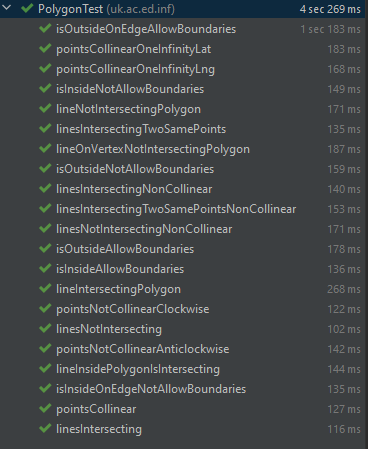 PolygonTest (uk.ac.ed.inf) 4 sec 269 ms
isOutsideOnEdgeAllowBoundaries 1 sec 183 ms
pointsCollinearOneInfinityLat 183 ms
pointsCollinearOneInfinityLng 168 ms
isInsideNotAllowBoundaries 149 ms
lineNotIntersectingPolygon 171 ms
linesIntersectingTwoSamePoints 135 ms
lineOnVertexNotIntersectingPolygon 187 ms
isOutsideNotAllowBoundaries 159 ms
linesIntersectingNonCollinear 140 ms
linesIntersectingTwoSamePointsNonCollinear 153 ms
linesNotIntersectingNonCollinear 171 ms
isOutsideAllowBoundaries 178 ms
isInsideAllowBoundaries 136 ms
lineIntersectingPolygon 268 ms
pointsNotCollinearClockwise 122 ms
linesNotIntersecting 102 ms
pointsNotCollinearAnticlockwise 142 ms
lineInsidePolygonIsIntersecting 144 ms
isInsideOnEdgeNotAllowBoundaries 135 ms
pointsCollinear 127 ms
linesIntersecting 116 ms